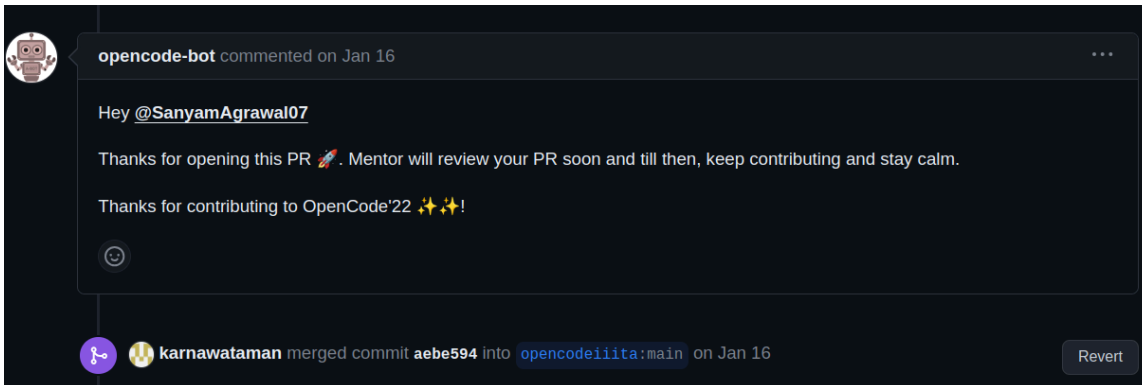 opencode-bot commented on Jan 16
Hey @SanyamAgrawal07
Thanks for opening this PR 🚀. Mentor will review your PR soon and till then, keep contributing and stay calm.
Thanks for contributing to OpenCode'22 ✨✨!
karnawataman merged commit aebe594 into opencodeiiita:main on Jan 16
Revert